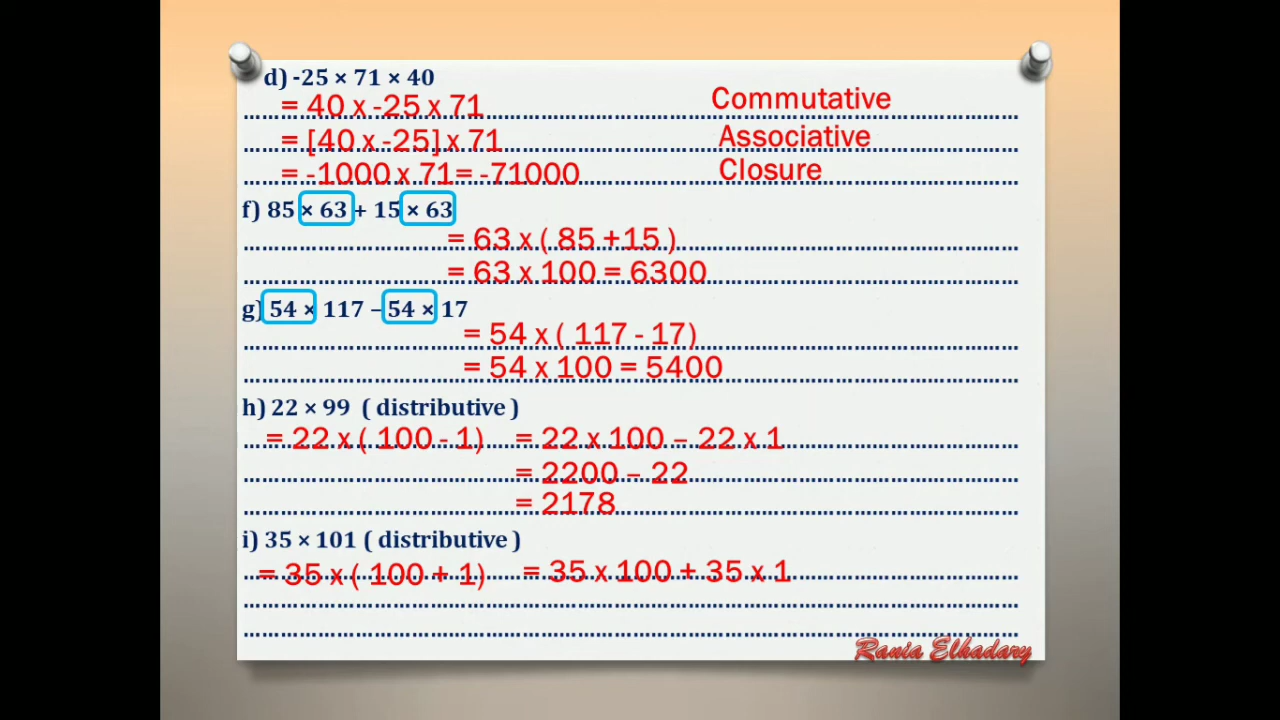 d) -25 × 71 × 40
= 40 x -25 x 71 Commutative
= [40 x -25] x 71 Associative
= -1000 x 71= -71000 Closure
f) 85 × 63 + 15 × 63
= 63 x ( 85 +15 )
= 63 x 100 = 6300
g) 54 × 117 – 54 × 17
= 54 x ( 117 - 17)
= 54 x 100 = 5400
h) 22 × 99 ( distributive )
= 22 x ( 100 - 1) = 22 x 100 – 22 x 1
= 2200 – 22
= 2178
i) 35 × 101 ( distributive )
= 35 x ( 100 + 1) = 35 x 100 + 35 x 1
Rania Elhadary